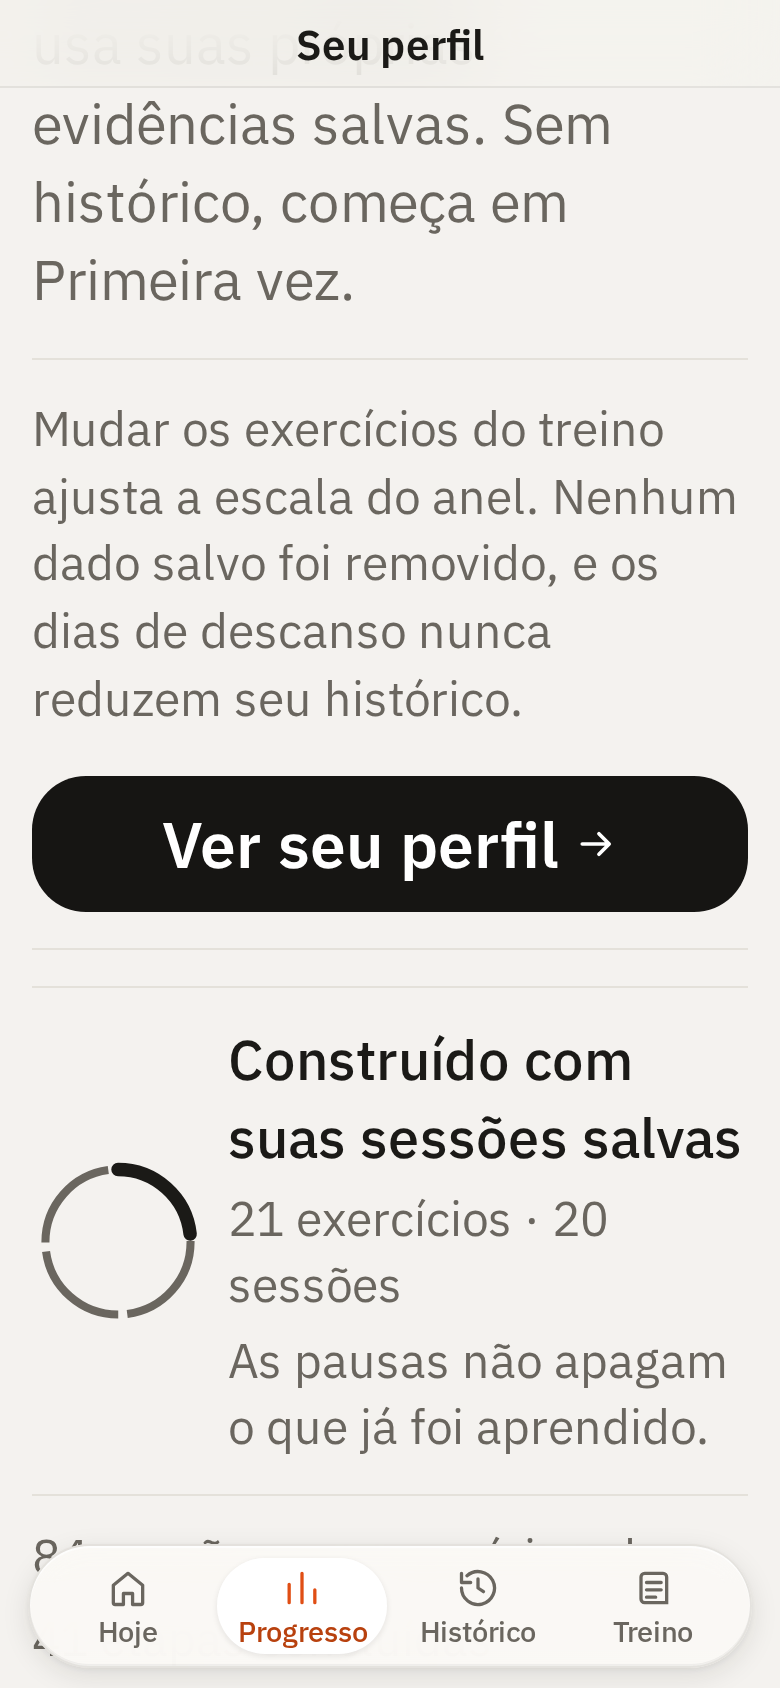 Seu perfil
evidências salvas. Sem
histórico, começa em
Primeira vez.
Mudar os exercícios do treino
ajusta a escala do anel. Nenhum
dado salvo foi removido, e os
dias de descanso nunca
reduzem seu histórico.
Ver seu perfil →
Construído com
suas sessões salvas
21 exercícios · 20
sessões
As pausas não apagam
o que já foi aprendido.
Hoje
Progresso
Histórico
Treino